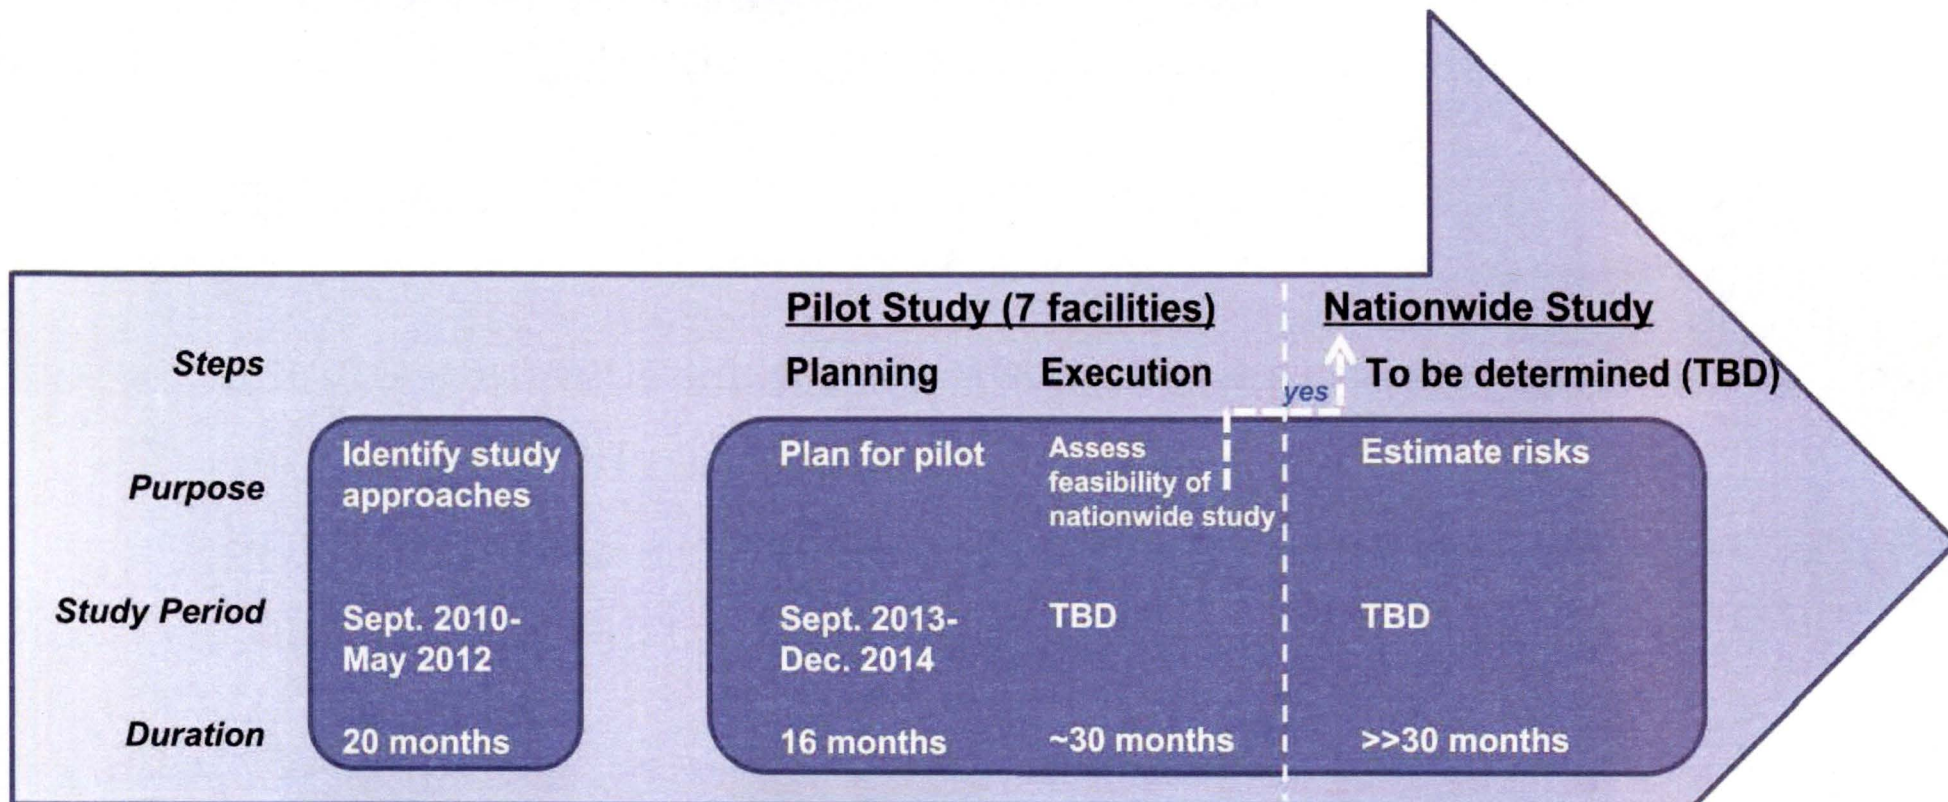 Pilot Study (7 facilities)
Nationwide Study
Steps
Planning
Execution
To be determined (TBD)
yes
Purpose
Identify study
approaches
Plan for pilot
Assess
feasibility of
nationwide study
Estimate risks
Study Period
Sept. 2010-
May 2012
Sept. 2013-
Dec. 2014
TBD
TBD
Duration
20 months
16 months
~30 months
>>30 months